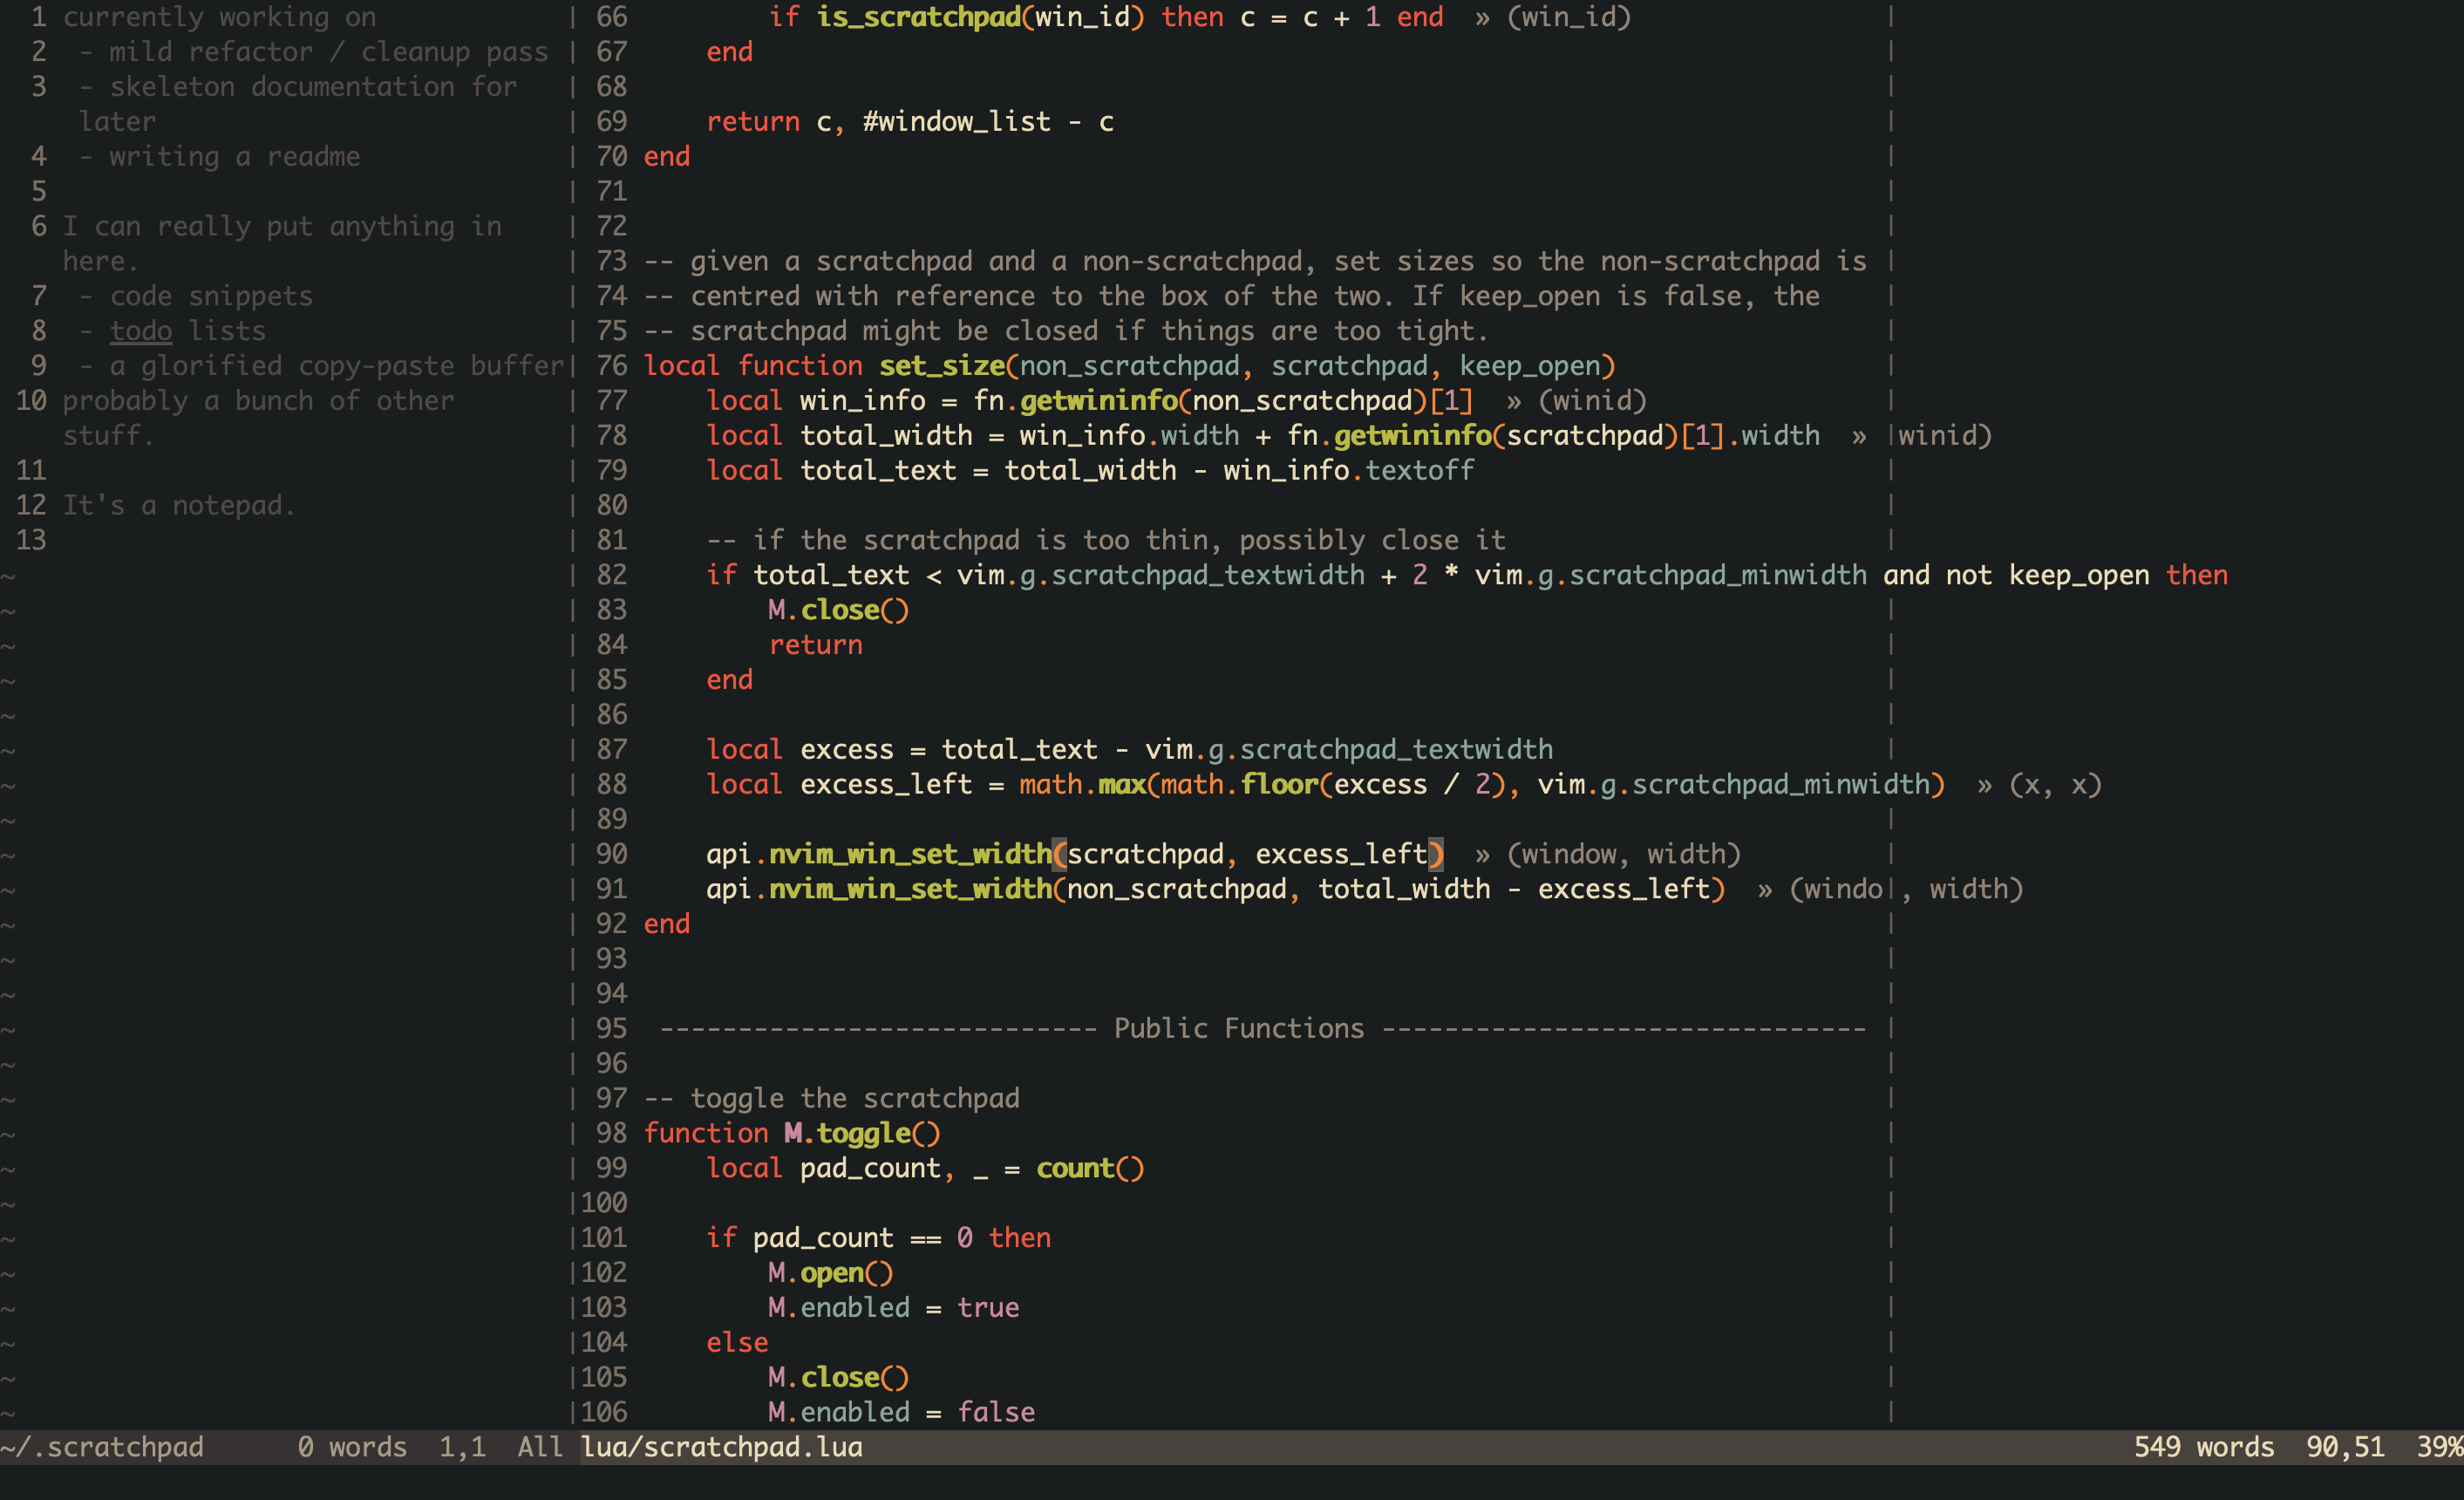 1 currently working on
2  - mild refactor / cleanup pass
3  - skeleton documentation for
later
4  - writing a readme
5
6 I can really put anything in
here.
7  - code snippets
8  - todo lists
9  - a glorified copy-paste buffer
10 probably a bunch of other
stuff.
11
12 It's a notepad.
13
~/.scratchpad      0 words  1,1  All
66         if is_scratchpad(win_id) then c = c + 1 end  » (win_id)
67     end
68
69     return c, #window_list - c
70 end
71
72
73 -- given a scratchpad and a non-scratchpad, set sizes so the non-scratchpad is
74 -- centred with reference to the box of the two. If keep_open is false, the
75 -- scratchpad might be closed if things are too tight.
76 local function set_size(non_scratchpad, scratchpad, keep_open)
77     local win_info = fn.getwininfo(non_scratchpad)[1]  » (winid)
78     local total_width = win_info.width + fn.getwininfo(scratchpad)[1].width  » winid)
79     local total_text = total_width - win_info.textoff
80
81     -- if the scratchpad is too thin, possibly close it
82     if total_text < vim.g.scratchpad_textwidth + 2 * vim.g.scratchpad_minwidth and not keep_open then
83         M.close()
84         return
85     end
86
87     local excess = total_text - vim.g.scratchpad_textwidth
88     local excess_left = math.max(math.floor(excess / 2), vim.g.scratchpad_minwidth)  » (x, x)
89
90     api.nvim_win_set_width(scratchpad, excess_left)  » (window, width)
91     api.nvim_win_set_width(non_scratchpad, total_width - excess_left)  » (windo , width)
92 end
93
94
95  ---------------------------- Public Functions -------------------------------
96
97 -- toggle the scratchpad
98 function M.toggle()
99     local pad_count, _ = count()
100
101     if pad_count == 0 then
102         M.open()
103         M.enabled = true
104     else
105         M.close()
106         M.enabled = false
lua/scratchpad.lua      549 words  90,51  39%